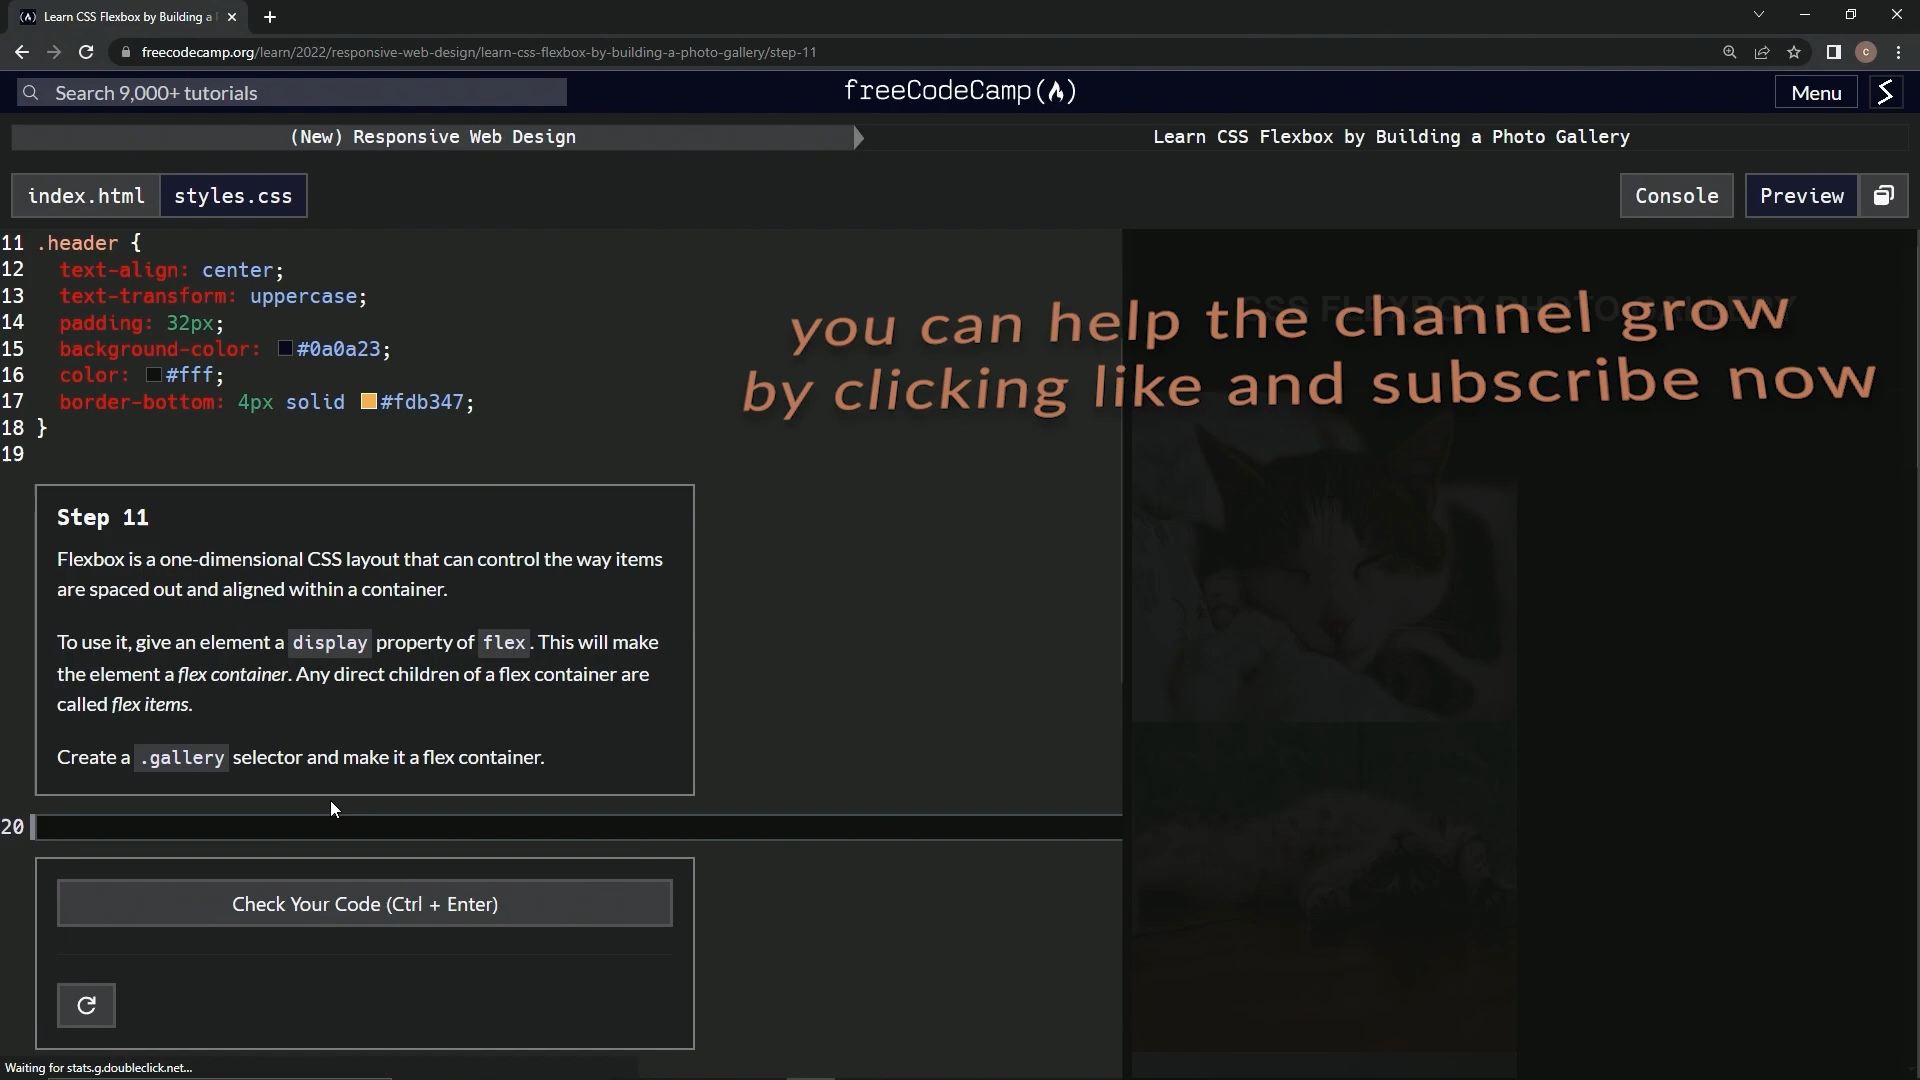 Learn CSS Flexbox by Building a
freecodecamp.org/learn/2022/responsive-web-design/learn-css-flexbox-by-building-a-photo-gallery/step-11
c
Search 9,000+ tutorials
freeCodeCamp(🔥)
Menu
(New) Responsive Web Design
Learn CSS Flexbox by Building a Photo Gallery
index.html
styles.css
Console
Preview
11 .header {
12 text-align: center;
13 text-transform: uppercase;
14 padding: 32px;
15 background-color: #0a0a23;
16 color: #fff;
17 border-bottom: 4px solid #fdb347;
18 }
19
CSS FLEXBOX PHOTO GALLERY
you can help the channel grow
by clicking like and subscribe now
Step 11
Flexbox is a one-dimensional CSS layout that can control the way items
are spaced out and aligned within a container.
To use it, give an element a display property of flex. This will make
the element a flex container. Any direct children of a flex container are
called flex items.
Create a .gallery selector and make it a flex container.
20
Check Your Code (Ctrl + Enter)
Waiting for stats.g.doubleclick.net...